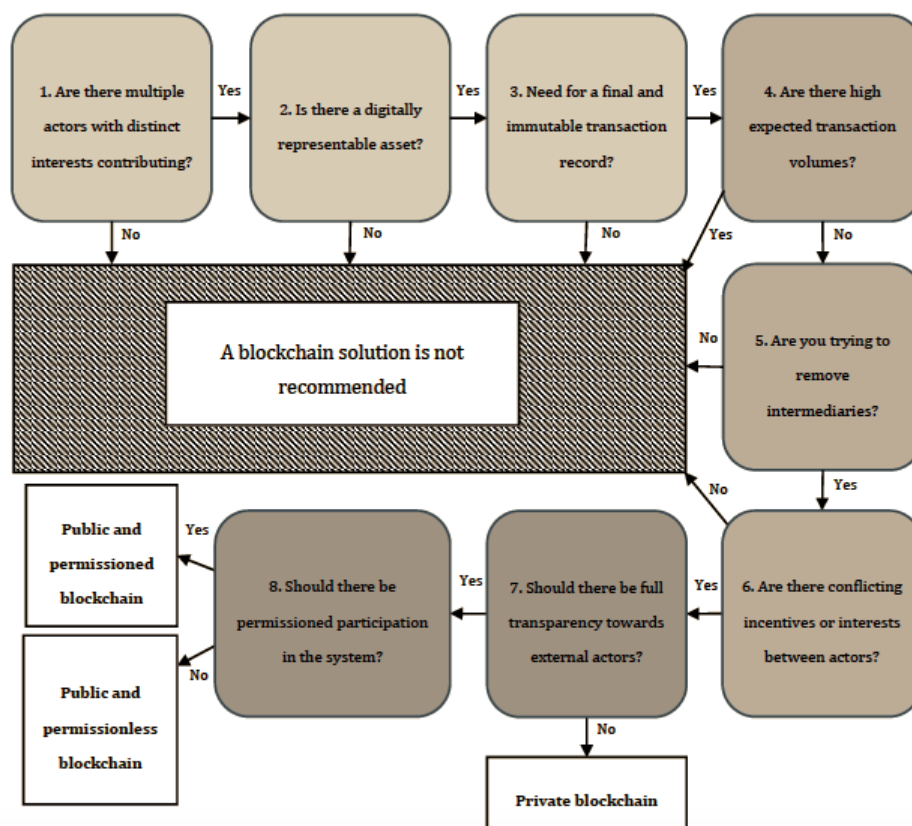 1. Are there multiple
actors with distinct
interests contributing?
Yes
2. Is there a digitally
representable asset?
Yes
3. Need for a final and
immutable transaction
record?
Yes
4. Are there high
expected transaction
volumes?
No
No
No
Yes
No
A blockchain solution is not
recommended
No
5. Are you trying to
remove
intermediaries?
Yes
No
6. Are there conflicting
incentives or interests
between actors?
Yes
7. Should there be full
transparency towards
external actors?
Yes
8. Should there be
permissioned participation
in the system?
Yes
Public and
permissioned
blockchain
No
Public and
permissionless
blockchain
No
Private blockchain